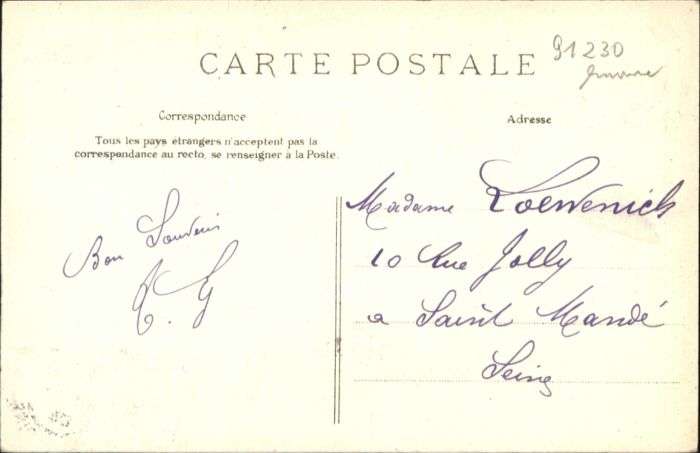 CARTE POSTALE
91230
Correspondance
Tous les pays étrangers n'acceptent pas la
correspondance au recto, se renseigner à la Poste.
Bon Souvenir
Adresse
Madame Loewenich
10 Rue Jolly
a Saint Mandé
Seine